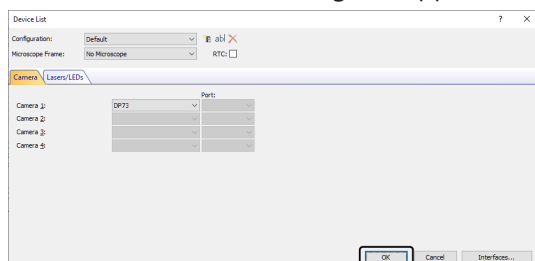 Device List ? X
Configuration: Default abI
Microscope Frame: No Microscope RTC:
Camera Lasers/LEDs
Port:
Camera 1: DP73
Camera 2:
Camera 3:
Camera 4:
OK Cancel Interfaces...